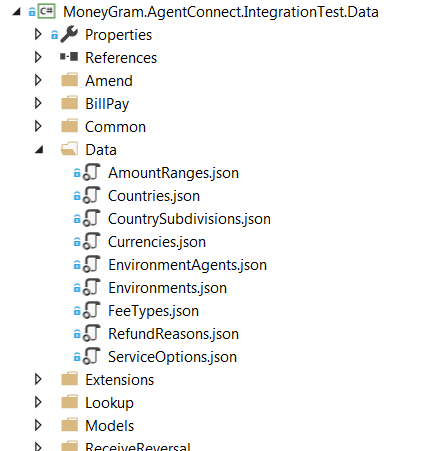 C# MoneyGram.AgentConnect.IntegrationTest.Data
Properties
References
Amend
BillPay
Common
Data
AmountRanges.json
Countries.json
CountrySubdivisions.json
Currencies.json
EnvironmentAgents.json
Environments.json
FeeTypes.json
RefundReasons.json
ServiceOptions.json
Extensions
Lookup
Models
ReceiveReversal